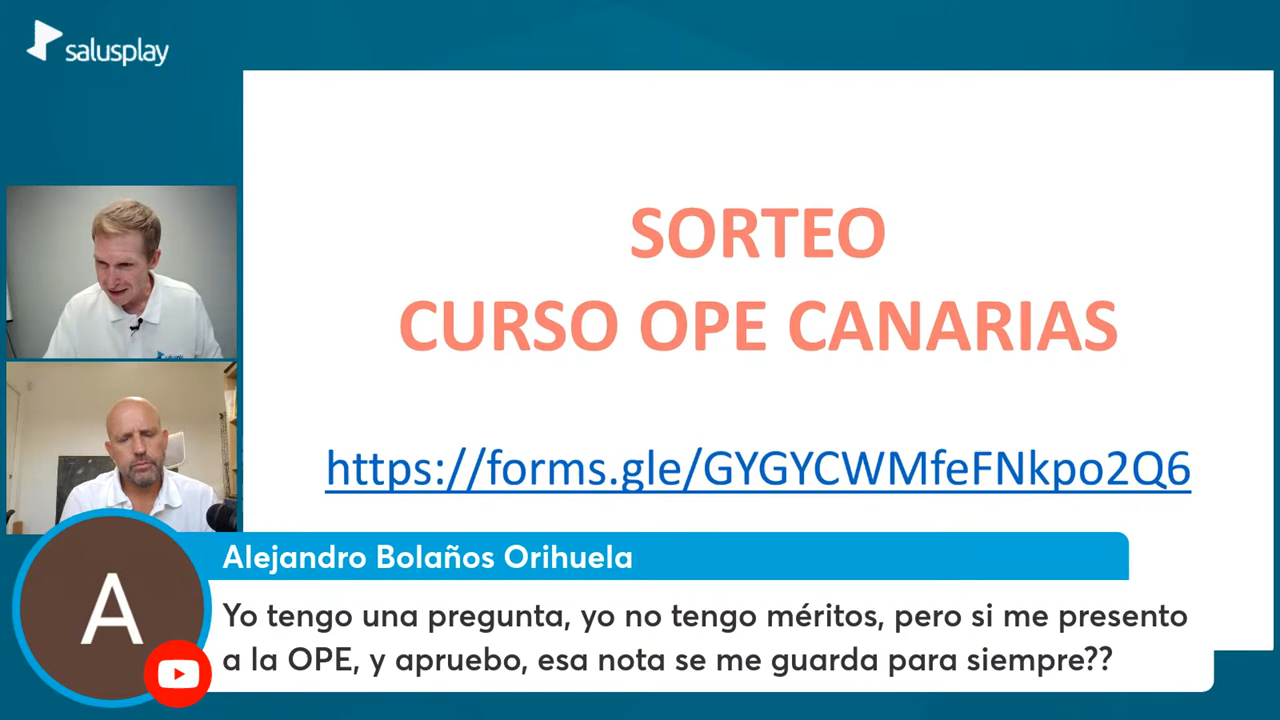 salusplay
SORTEO
CURSO OPE CANARIAS
https://forms.gle/GYGYCWMfeFNkpo2Q6
Alejandro Bolaños Orihuela
A
Yo tengo una pregunta, yo no tengo méritos, pero si me presento
a la OPE, y apruebo, esa nota se me guarda para siempre??